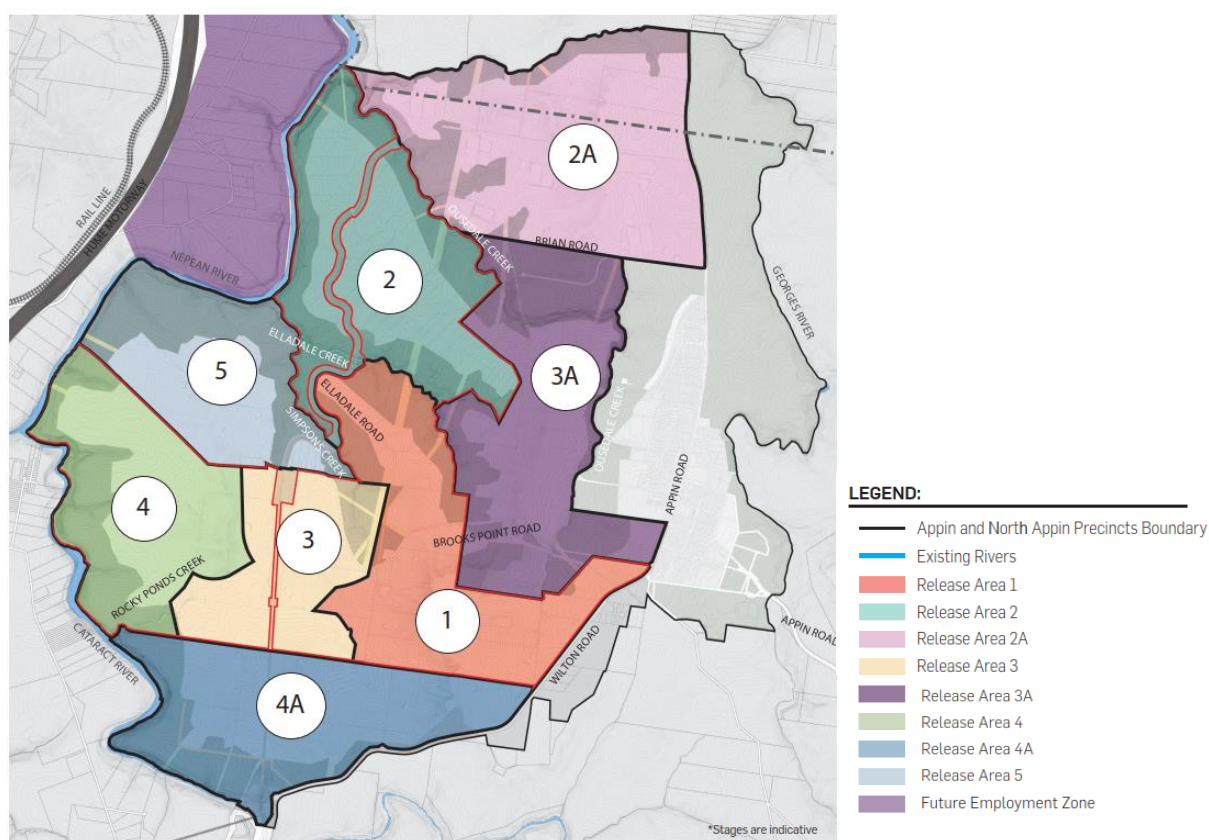 2A
RAIL LINE
HUME MOTORWAY
OUSEDALE CREEK
BRIAN ROAD
NEPEAN RIVER
2
GEORGES RIVER
ELLADALE CREEK
5
3A
ELLADALE ROAD
OUSEDALE CREEK
SIMPSONS CREEK
APPIN ROAD
4
3
BROOKS POINT ROAD
ROCKY PONDS CREEK
1
CATARACT RIVER
WILTON ROAD
APPIN ROAD
4A
*Stages are indicative
LEGEND:
Appin and North Appin Precincts Boundary
Existing Rivers
Release Area 1
Release Area 2
Release Area 2A
Release Area 3
Release Area 3A
Release Area 4
Release Area 4A
Release Area 5
Future Employment Zone